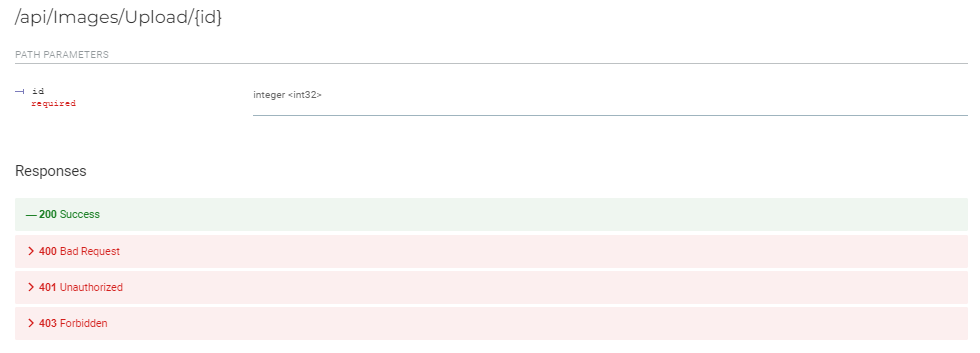 /api/Images/Upload/{id}
PATH PARAMETERS
id
required
integer <int32>
Responses
200 Success
400 Bad Request
401 Unauthorized
403 Forbidden